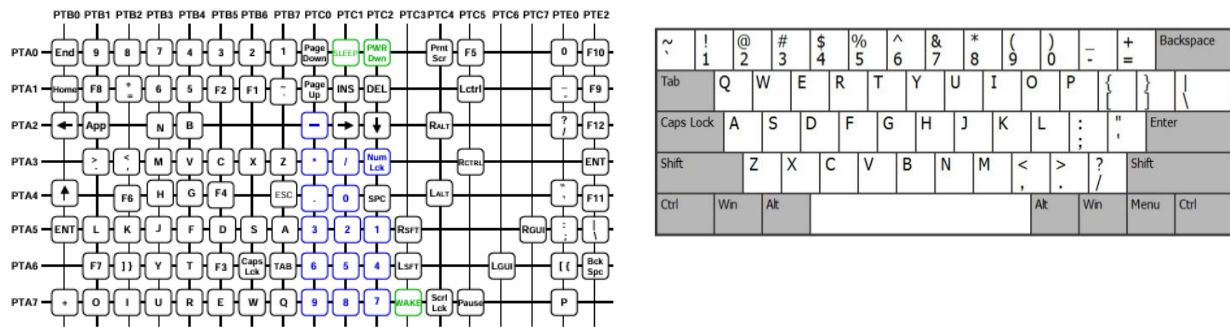 PTB0 PTB1 PTB2 PTB3 PTB4 PTB5 PTB6 PTB7 PTC0 PTC1 PTC2 PTC3 PTC4 PTC5 PTC6 PTC7 PTE0 PTE2
PTA0 End 9 8 7 4 3 2 1 Page Down SLEEP PWR Dwn Prnt Scr F5 0 F10
PTA1 Home F8 + = 6 5 F2 F1 ~ ` Page Up INS DEL Lctrl _ - F9
PTA2 ← App N B — → ↓ RALT ? / F12
PTA3 > . < , M V C X Z * / Num Lck RCTRL ENT
PTA4 ↑ F6 H G F4 ESC . 0 SPC LALT " ' F11
PTA5 ENT L K J F D S A 3 2 1 RSFT RGUI : ; | \
PTA6 F7 ] } Y T F3 Caps Lck TAB 6 5 4 LSFT LGUI [ { Bck Spc
PTA7 + O I U R E W Q 9 8 7 WAKE Scrl Lck Pause P
~ ! @ # $ % ^ & * ( ) _ + Backspace
` 1 2 3 4 5 6 7 8 9 0 - =
Tab Q W E R T Y U I O P { } |
[ ] \
Caps Lock A S D F G H J K L : " Enter
; '
Shift Z X C V B N M < > ? Shift
, . /
Ctrl Win Alt Alt Win Menu Ctrl